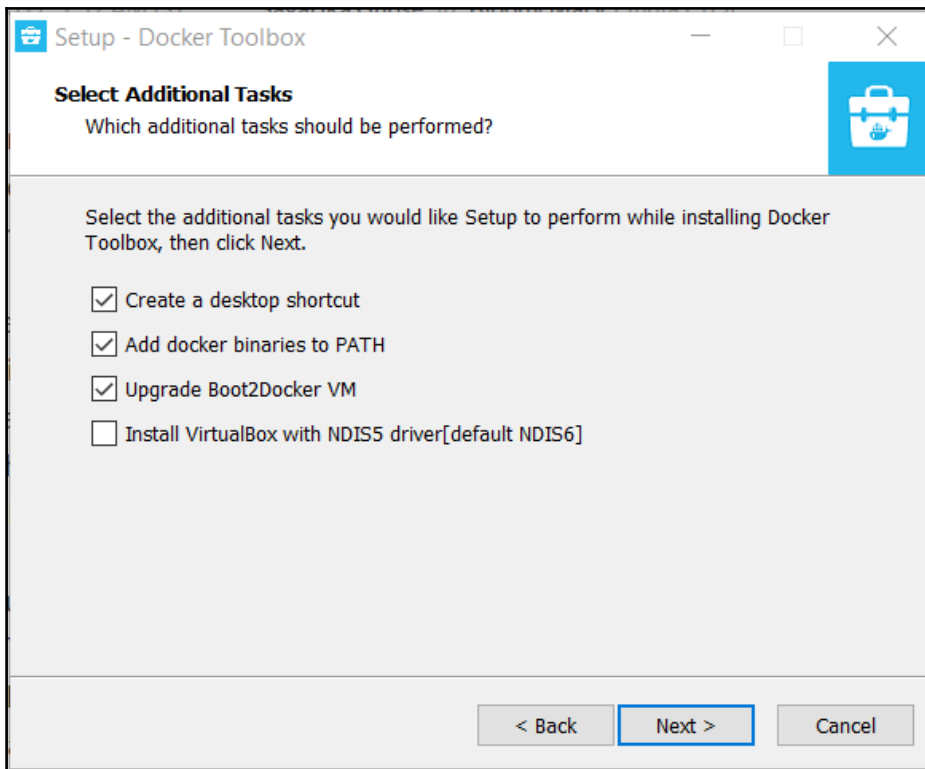 Setup - Docker Toolbox
Select Additional Tasks
Which additional tasks should be performed?
Select the additional tasks you would like Setup to perform while installing Docker
Toolbox, then click Next.
Create a desktop shortcut
Add docker binaries to PATH
Upgrade Boot2Docker VM
Install VirtualBox with NDIS5 driver[default NDIS6]
< Back
Next >
Cancel